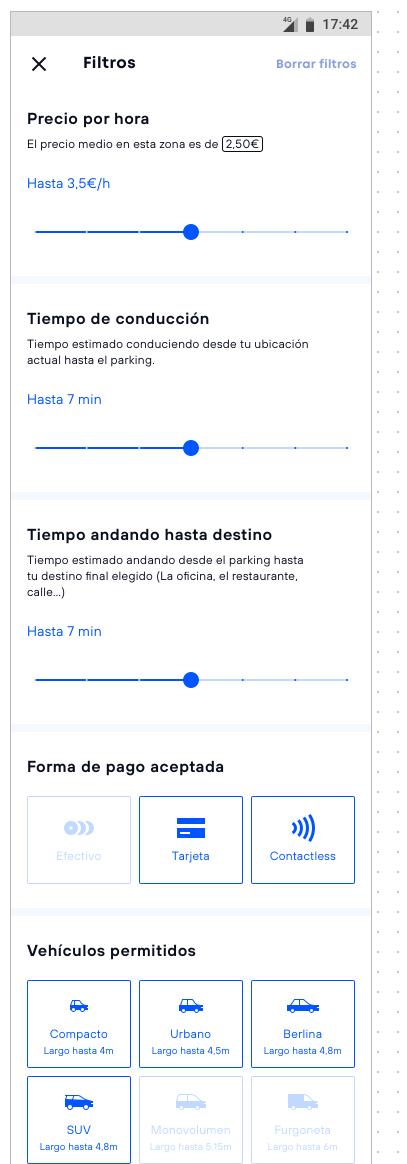 4G 17:42
Filtros Borrar filtros
Precio por hora
El precio medio en esta zona es de 2,50€
Hasta 3,5€/h
Tiempo de conducción
Tiempo estimado conduciendo desde tu ubicación
actual hasta el parking.
Hasta 7 min
Tiempo andando hasta destino
Tiempo estimado andando desde el parking hasta
tu destino final elegido (La oficina, el restaurante,
calle...)
Hasta 7 min
Forma de pago aceptada
Efectivo Tarjeta Contactless
Vehículos permitidos
Compacto Urbano Berlina
Largo hasta 4m Largo hasta 4,5m Largo hasta 4,8m
SUV Monovolumen Furgoneta
Largo hasta 4,8m Largo hasta 5,15m Largo hasta 6m